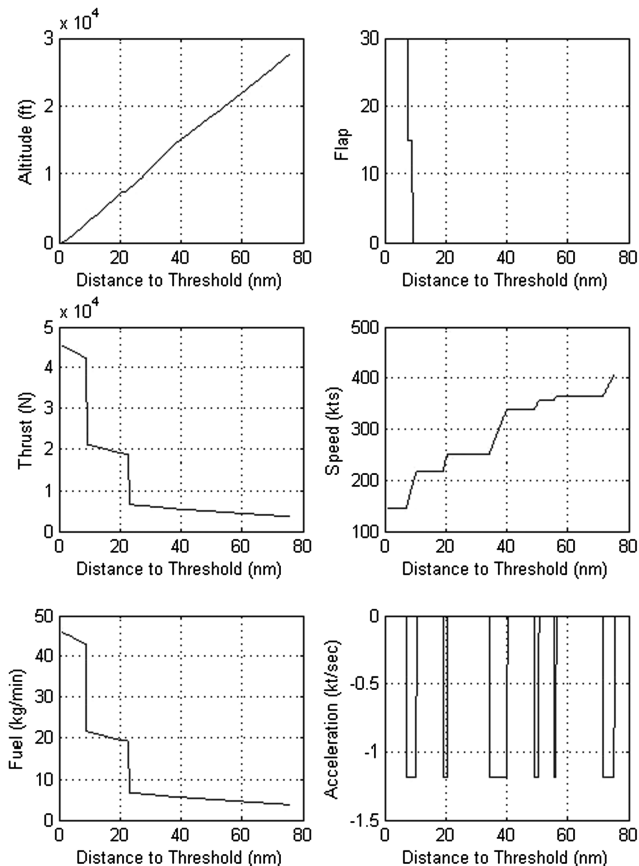 x 10^4
3
2
1
0
Altitude (ft)
0 20 40 60 80
Distance to Threshold (nm)
30
20
10
0
Flap
0 20 40 60 80
Distance to Threshold (nm)
x 10^4
5
4
3
2
1
0
Thrust (N)
0 20 40 60 80
Distance to Threshold (nm)
500
400
300
200
100
Speed (kts)
0 20 40 60 80
Distance to Threshold (nm)
50
40
30
20
10
0
Fuel (kg/min)
0 20 40 60 80
Distance to Threshold (nm)
0
-0.5
-1
-1.5
Acceleration (kt/sec)
0 20 40 60 80
Distance to Threshold (nm)